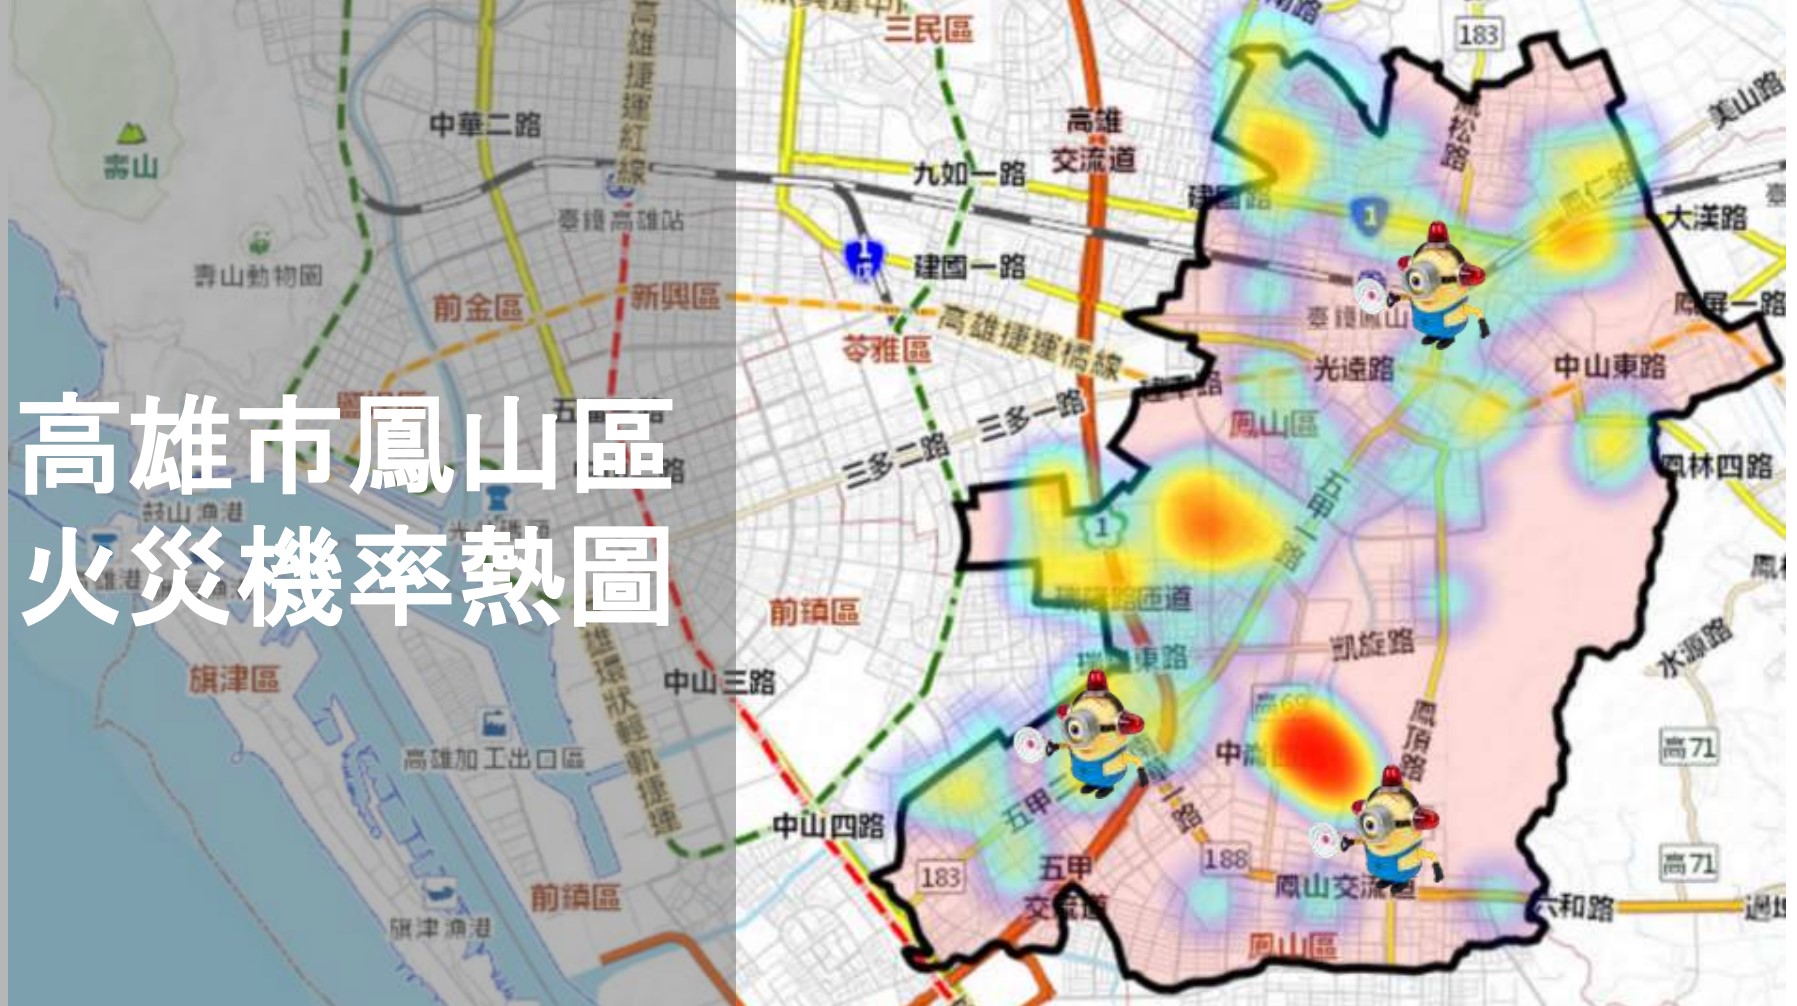 高雄市鳳山區
火災機率熱圖
三民區
183
高雄捷運紅線
中華二路
高雄
交流道
美山路
鳳松路
壽山
九如一路
建國路
鳳仁路
1
大漢路
臺鐵高雄站
建國一路
壽山動物園
前金區
新興區
高雄捷運橘線
臺鐵鳳山
鳳屏一路
苓雅區
光遠路
中山東路
建軍路
三多一路
鳳山區
三多二路
鳳林四路
五甲一路
1
鼓山漁港
前鎮區
凱旋路
水源路
旗津區
中山三路
環狀輕軌捷運
鳳頂路
高雄加工出口區
高71
五甲
中山四路
五甲
交流道
183
188
高71
鳳山交流道
六和路
前鎮區
旗津漁港
鳳山區